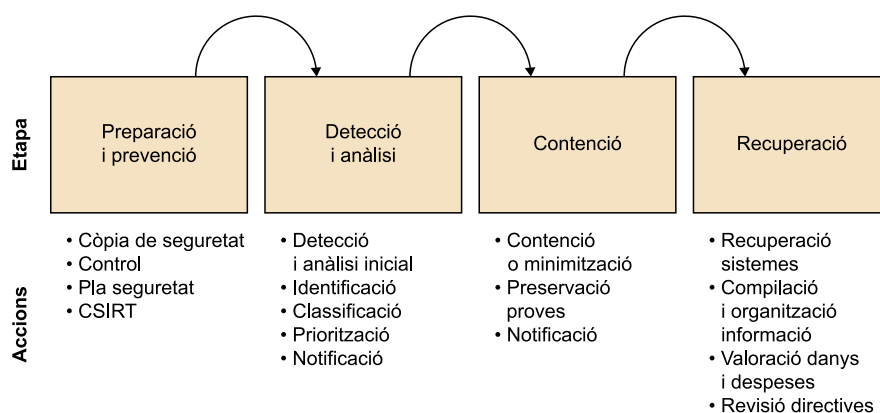 Etapa
Preparació
i prevenció
Detecció
i anàlisi
Contenció
Recuperació
Accions
• Còpia de seguretat
• Control
• Pla seguretat
• CSIRT
• Detecció
i anàlisi inicial
• Identificació
• Classificació
• Priorització
• Notificació
• Contenció
o minimització
• Preservació
proves
• Notificació
• Recuperació
sistemes
• Compilació
i organització
informació
• Valoració danys
i despeses
• Revisió directives